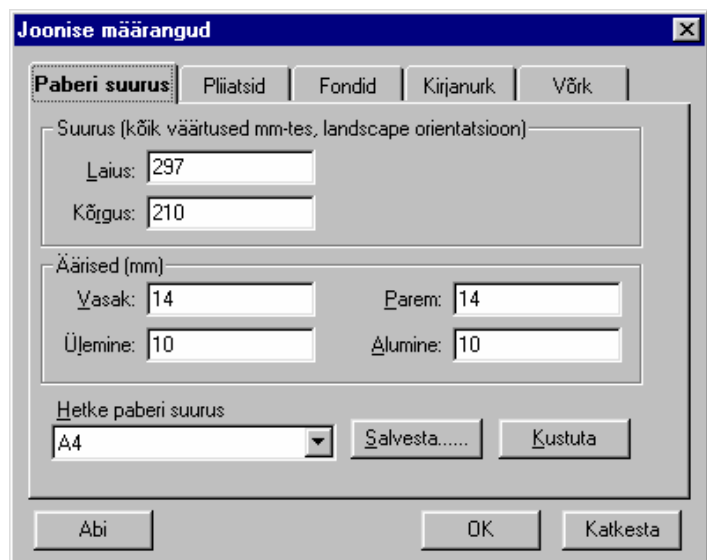 Joonise määrangud
Paberi suurus Pliiatsid Fondid Kirjanurk Võrk
Suurus (kõik väärtused mm-tes, landscape orientatsioon)
Laius: 297
Kõrgus: 210
Äärised (mm)
Vasak: 14 Parem: 14
Ülemine: 10 Alumine: 10
Hetke paberi suurus
A4 Salvesta...... Kustuta
Abi OK Katkesta